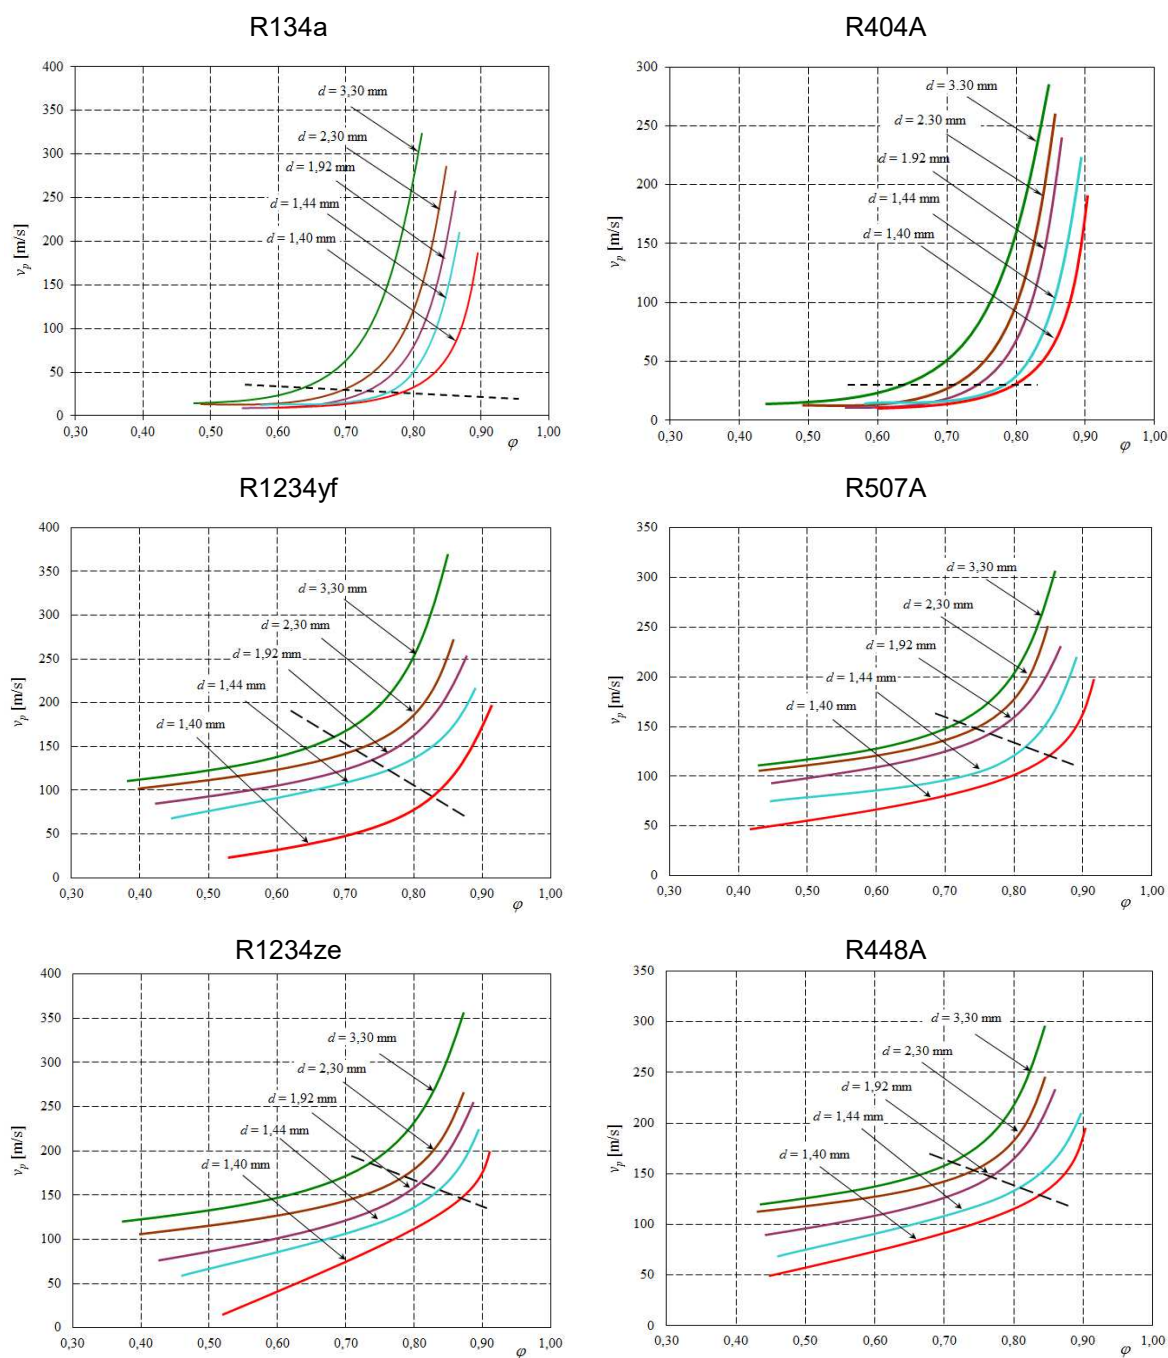 R134a
400
350
300
250
200
150
100
50
0
v_p [m/s]
d = 3,30 mm
d = 2,30 mm
d = 1,92 mm
d = 1,44 mm
d = 1,40 mm
0,30 0,40 0,50 0,60 0,70 0,80 0,90 1,00
φ
R404A
300
250
200
150
100
50
0
v_p [m/s]
d = 3.30 mm
d = 2.30 mm
d = 1.92 mm
d = 1,44 mm
d = 1,40 mm
0,30 0,40 0,50 0,60 0,70 0,80 0,90 1,00
φ
R1234yf
400
350
300
250
200
150
100
50
0
v_p [m/s]
d = 3,30 mm
d = 2,30 mm
d = 1,92 mm
d = 1,44 mm
d = 1,40 mm
0,30 0,40 0,50 0,60 0,70 0,80 0,90 1,00
φ
R507A
350
300
250
200
150
100
50
0
v_p [m/s]
d = 3,30 mm
d = 2,30 mm
d = 1,92 mm
d = 1,44 mm
d = 1,40 mm
0,30 0,40 0,50 0,60 0,70 0,80 0,90 1,00
φ
R1234ze
400
350
300
250
200
150
100
50
0
v_p [m/s]
d = 3,30 mm
d = 2,30 mm
d = 1,92 mm
d = 1,44 mm
d = 1,40 mm
0,30 0,40 0,50 0,60 0,70 0,80 0,90 1,00
φ
R448A
350
300
250
200
150
100
50
0
v_p [m/s]
d = 3,30 mm
d = 2,30 mm
d = 1,92 mm
d = 1,44 mm
d = 1,40 mm
0,30 0,40 0,50 0,60 0,70 0,80 0,90 1,00
φ